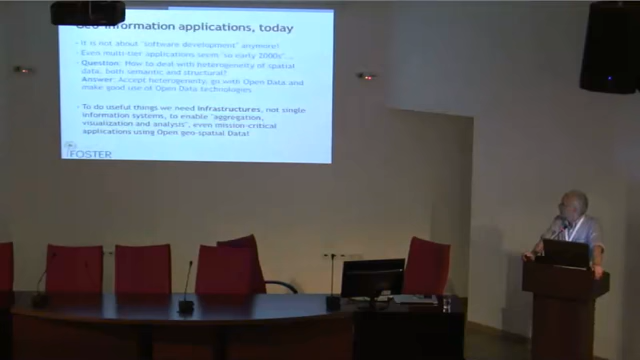 Geo-information applications, today
It is not about "software development" anymore!
Even multi-tier applications seem "so early 2000s"...
Question: How to deal with heterogeneity of spatial
data, both semantic and structural?
Answer: Accept heterogeneity, go with Open Data and
make good use of Open Data technologies
To do useful things we need infrastructures, not single
information systems, to enable "aggregation,
visualization and analysis", even mission-critical
applications using Open geo-spatial Data!
FOSTER